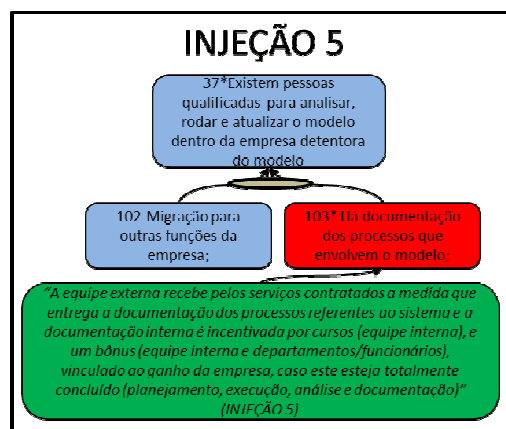 INJEÇÃO 5
37*Existem pessoas
qualificadas para analisar,
rodar e atualizar o modelo
dentro da empresa detentora
do modelo
102 Migração para
outras funções da
empresa;
103* Há documentação
dos processos que
envolvem o modelo;
"A equipe externa recebe pelos serviços contratados a medida que
entrega a documentação dos processos referentes ao sistema e a
documentação interna é incentivada por cursos (equipe interna), e
um bônus (equipe interna e departamentos/funcionários),
vinculado ao ganho da empresa, caso este esteja totalmente
concluído (planejamento, execução, análise e documentação)"
(INJEÇÃO 5)